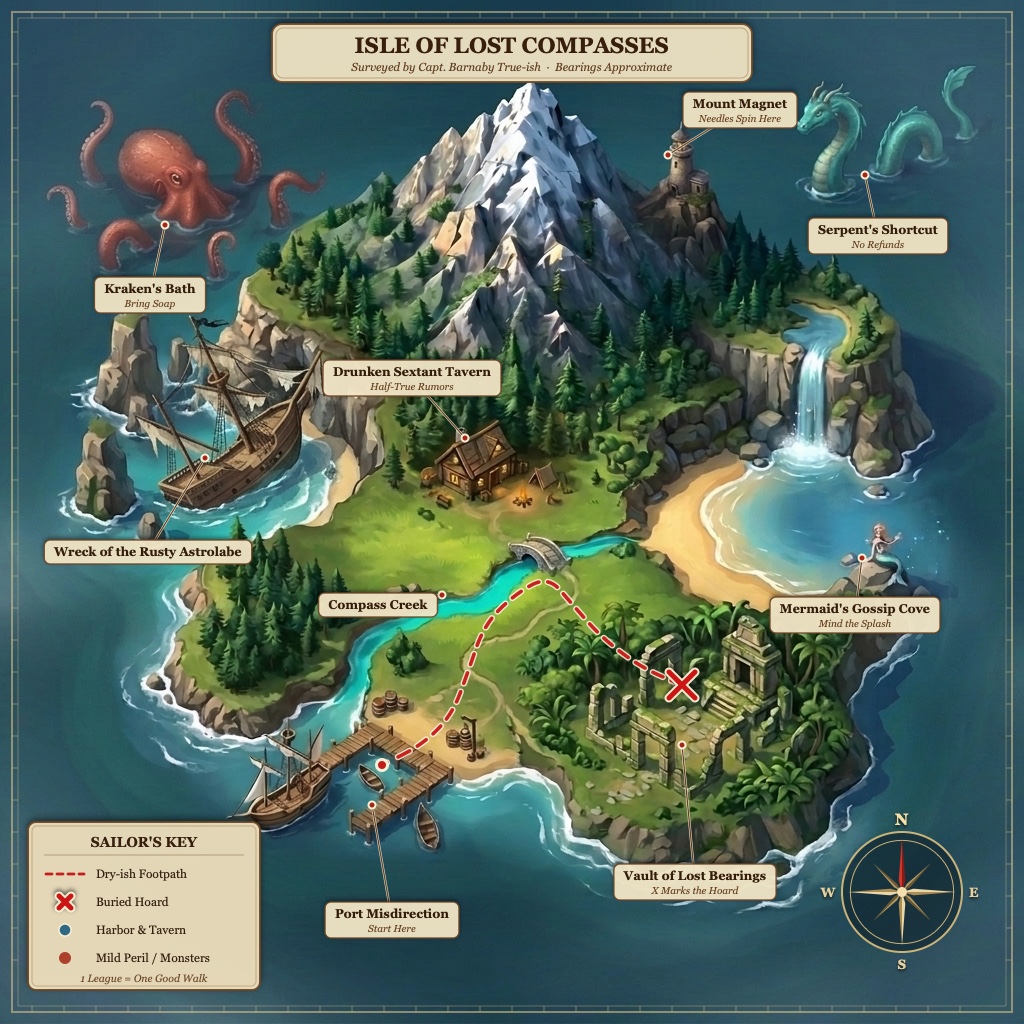 ISLE OF LOST COMPASSES
Surveyed by Capt. Barnaby True-ish · Bearings Approximate
Mount Magnet
Needles Spin Here
Serpent's Shortcut
No Refunds
Kraken's Bath
Bring Soap
Drunken Sextant Tavern
Half-True Rumors
Wreck of the Rusty Astrolabe
Compass Creek
Mermaid's Gossip Cove
Mind the Splash
Vault of Lost Bearings
X Marks the Hoard
Port Misdirection
Start Here
SAILOR'S KEY
Dry-ish Footpath
Buried Hoard
Harbor & Tavern
Mild Peril / Monsters
1 League = One Good Walk
N
W
E
S